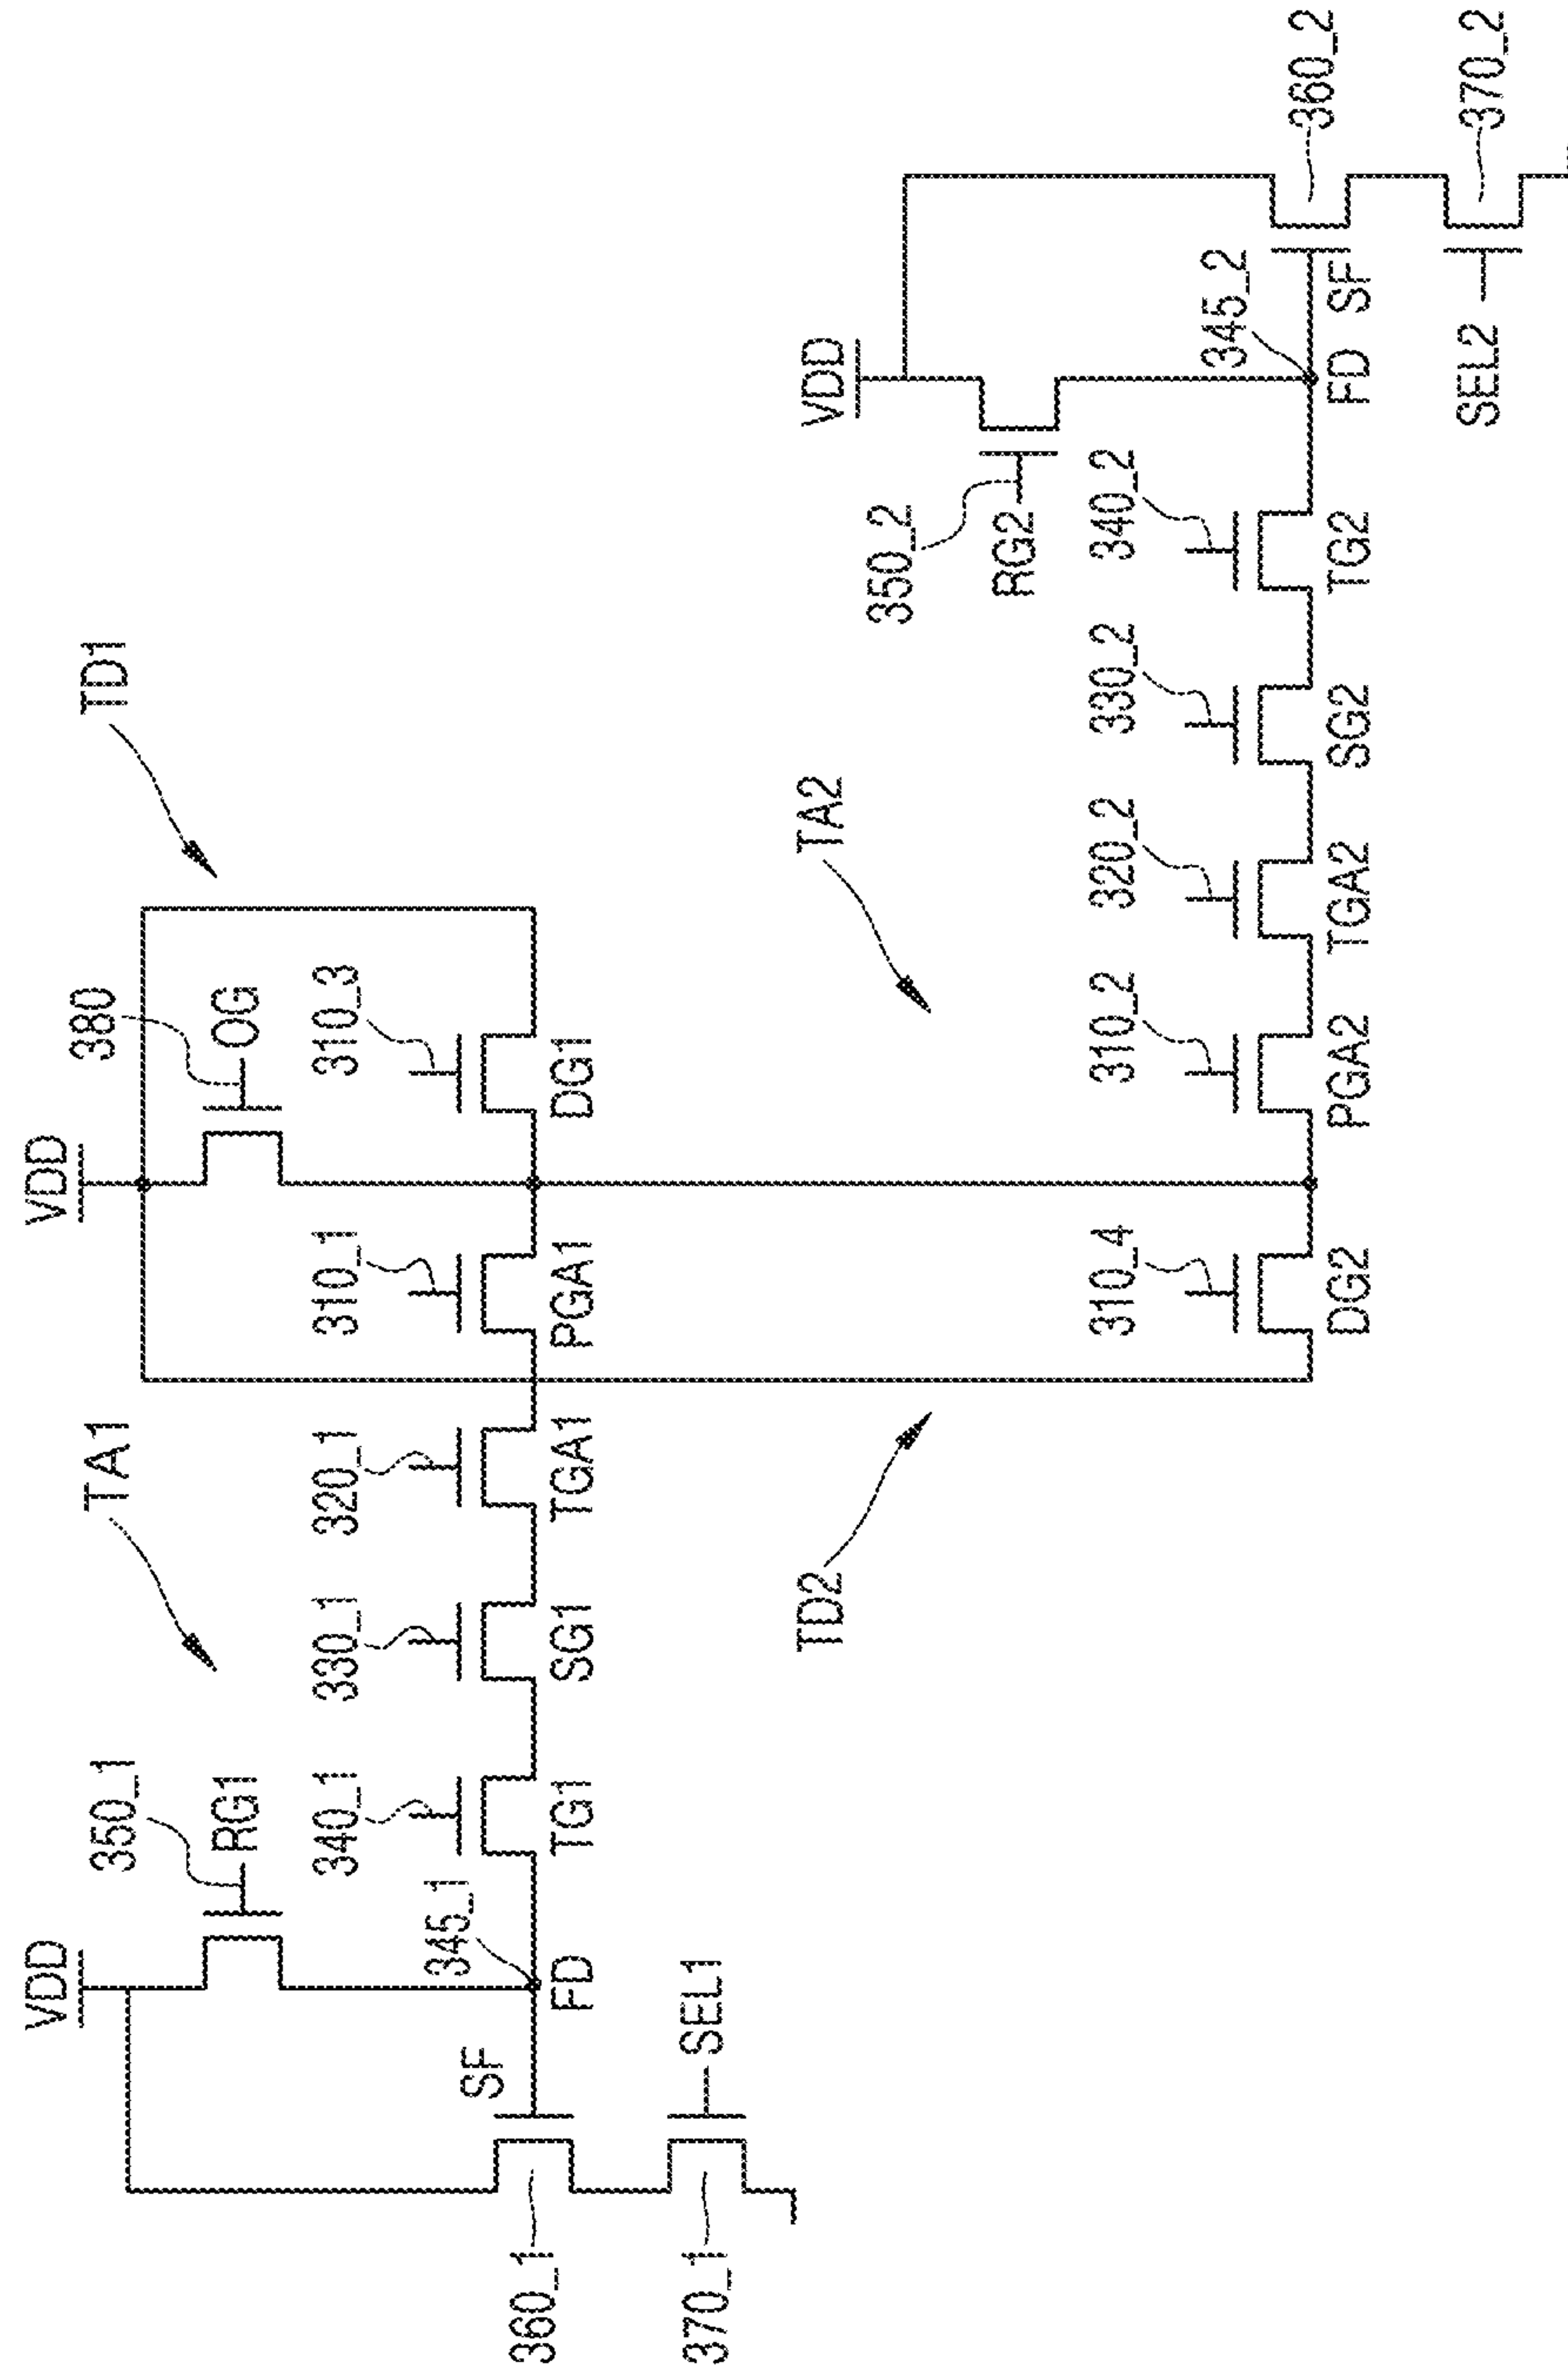 VDD
350_1
RG1
SF
345_1
FD
360_1
370_1
SEL1
TA1
340_1
TG1
330_1
SG1
320_1
TGA1
310_1
PGA1
VDD
380
OG
310_3
DG1
TD1
TD2
310_4
DG2
TA2
310_2
PGA2
320_2
TGA2
330_2
SG2
340_2
TG2
VDD
350_2
RG2
345_2
FD
SF
360_2
SEL2
370_2